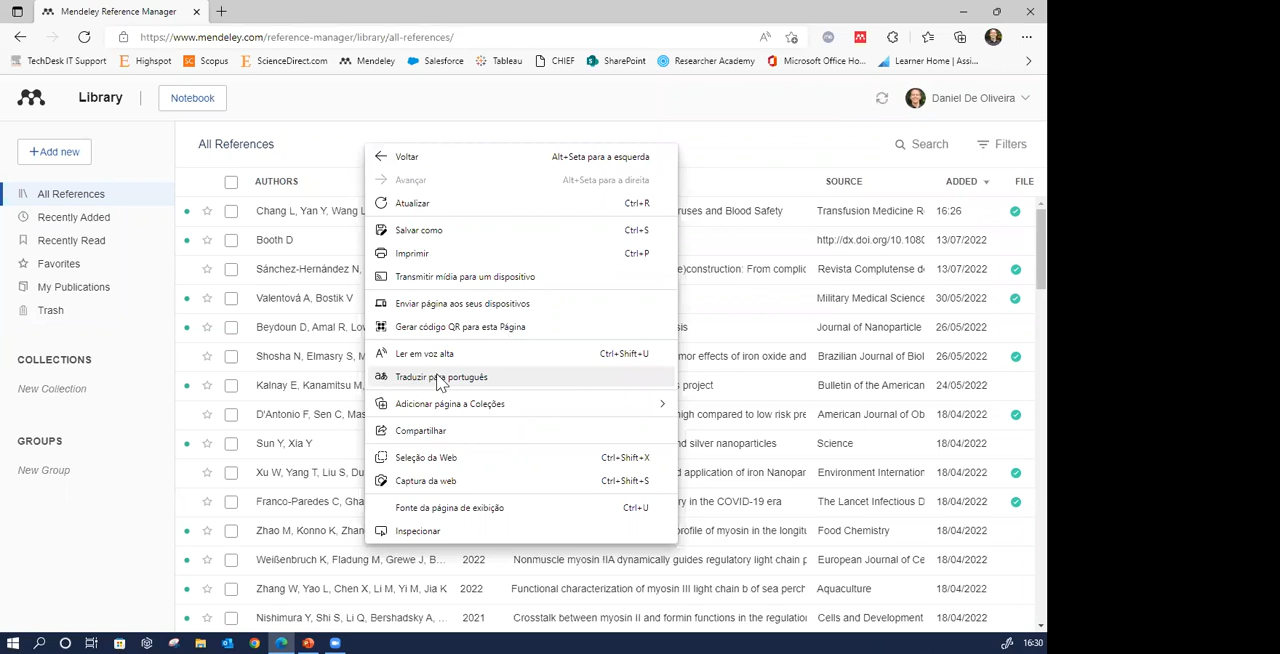 Mendeley Reference Manager
https://www.mendeley.com/reference-manager/library/all-references/
TechDesk IT Support Highspot Scopus ScienceDirect.com Mendeley Salesforce Tableau CHIEF SharePoint Researcher Academy Microsoft Office Ho... Learner Home | Assi...
Library Notebook Daniel De Oliveira
+Add new
All References
Recently Added
Recently Read
Favorites
My Publications
Trash
COLLECTIONS
New Collection
GROUPS
New Group
All References Search Filters
AUTHORS SOURCE ADDED FILE
Chang L, Yan Y, Wang L ruses and Blood Safety Transfusion Medicine R 16:26
Booth D http://dx.doi.org/10.1080 13/07/2022
Sánchez-Hernández N, e)construction: From complic Revista Complutense de 13/07/2022
Valentová A, Bostik V Military Medical Science 30/05/2022
Beydoun D, Amal R, Lo sis Journal of Nanoparticle 26/05/2022
Shosha N, Elmasry S, M mor effects of iron oxide and Brazilian Journal of Biol 26/05/2022
Kalnay E, Kanamitsu M, project Bulletin of the American 24/05/2022
D'Antonio F, Sen C, Mas high compared to low risk pre American Journal of Ob 18/04/2022
Sun Y, Xia Y nd silver nanoparticles Science 18/04/2022
Xu W, Yang T, Liu S, Du d application of iron Nanopar Environment Internation 18/04/2022
Franco-Paredes C, Gha ry in the COVID-19 era The Lancet Infectious D 18/04/2022
Zhao M, Konno K, Zhan profile of myosin in the longitu Food Chemistry 18/04/2022
Weißenbruck K, Fladung M, Grewe J, B... 2022 Nonmuscle myosin IIA dynamically guides regulatory light chain p European Journal of Ce 18/04/2022
Zhang W, Yao L, Chen X, Li M, Yi M, Jia K 2022 Functional characterization of myosin III light chain b of sea perch Aquaculture 18/04/2022
Nishimura Y, Shi S, Li Q, Bershadsky A, ... 2021 Crosstalk between myosin II and formin functions in the regulation Cells and Development 18/04/2022
Voltar Alt+Seta para a esquerda
Avançar Alt+Seta para a direita
Atualizar Ctrl+R
Salvar como Ctrl+S
Imprimir Ctrl+P
Transmitir mídia para um dispositivo
Enviar página aos seus dispositivos
Gerar código QR para esta Página
Ler em voz alta Ctrl+Shift+U
Traduzir para português
Adicionar página a Coleções
Compartilhar
Seleção da Web Ctrl+Shift+X
Captura da web Ctrl+Shift+S
Fonte da página de exibição Ctrl+U
Inspecionar
16:30